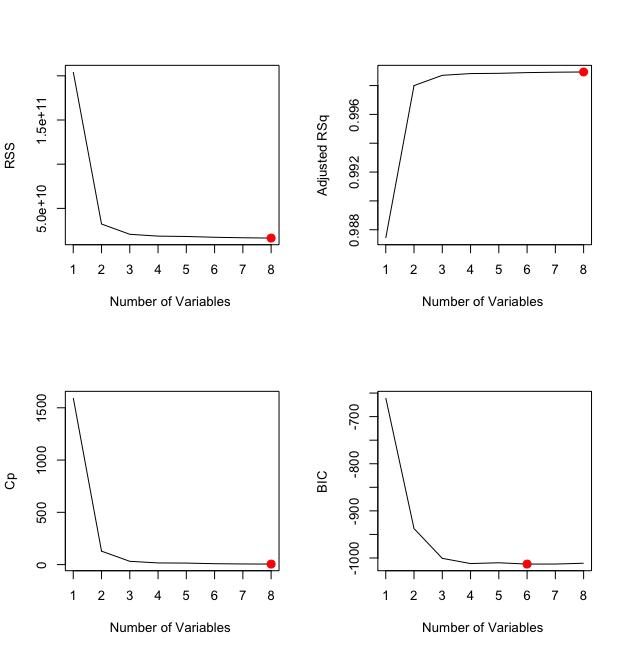 RSS
5.0e+10 1.5e+11
1 2 3 4 5 6 7 8
Number of Variables
Adjusted RSq
0.988 0.992 0.996
1 2 3 4 5 6 7 8
Number of Variables
Cp
0 500 1000 1500
1 2 3 4 5 6 7 8
Number of Variables
BIC
-1000 -900 -800 -700
1 2 3 4 5 6 7 8
Number of Variables